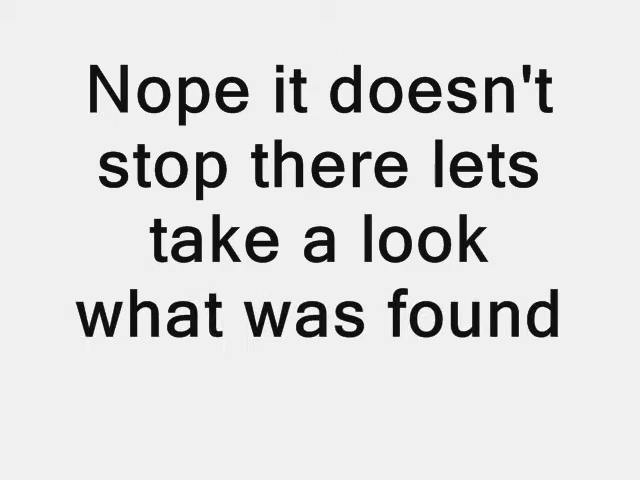 Nope it doesn't
stop there lets
take a look
what was found